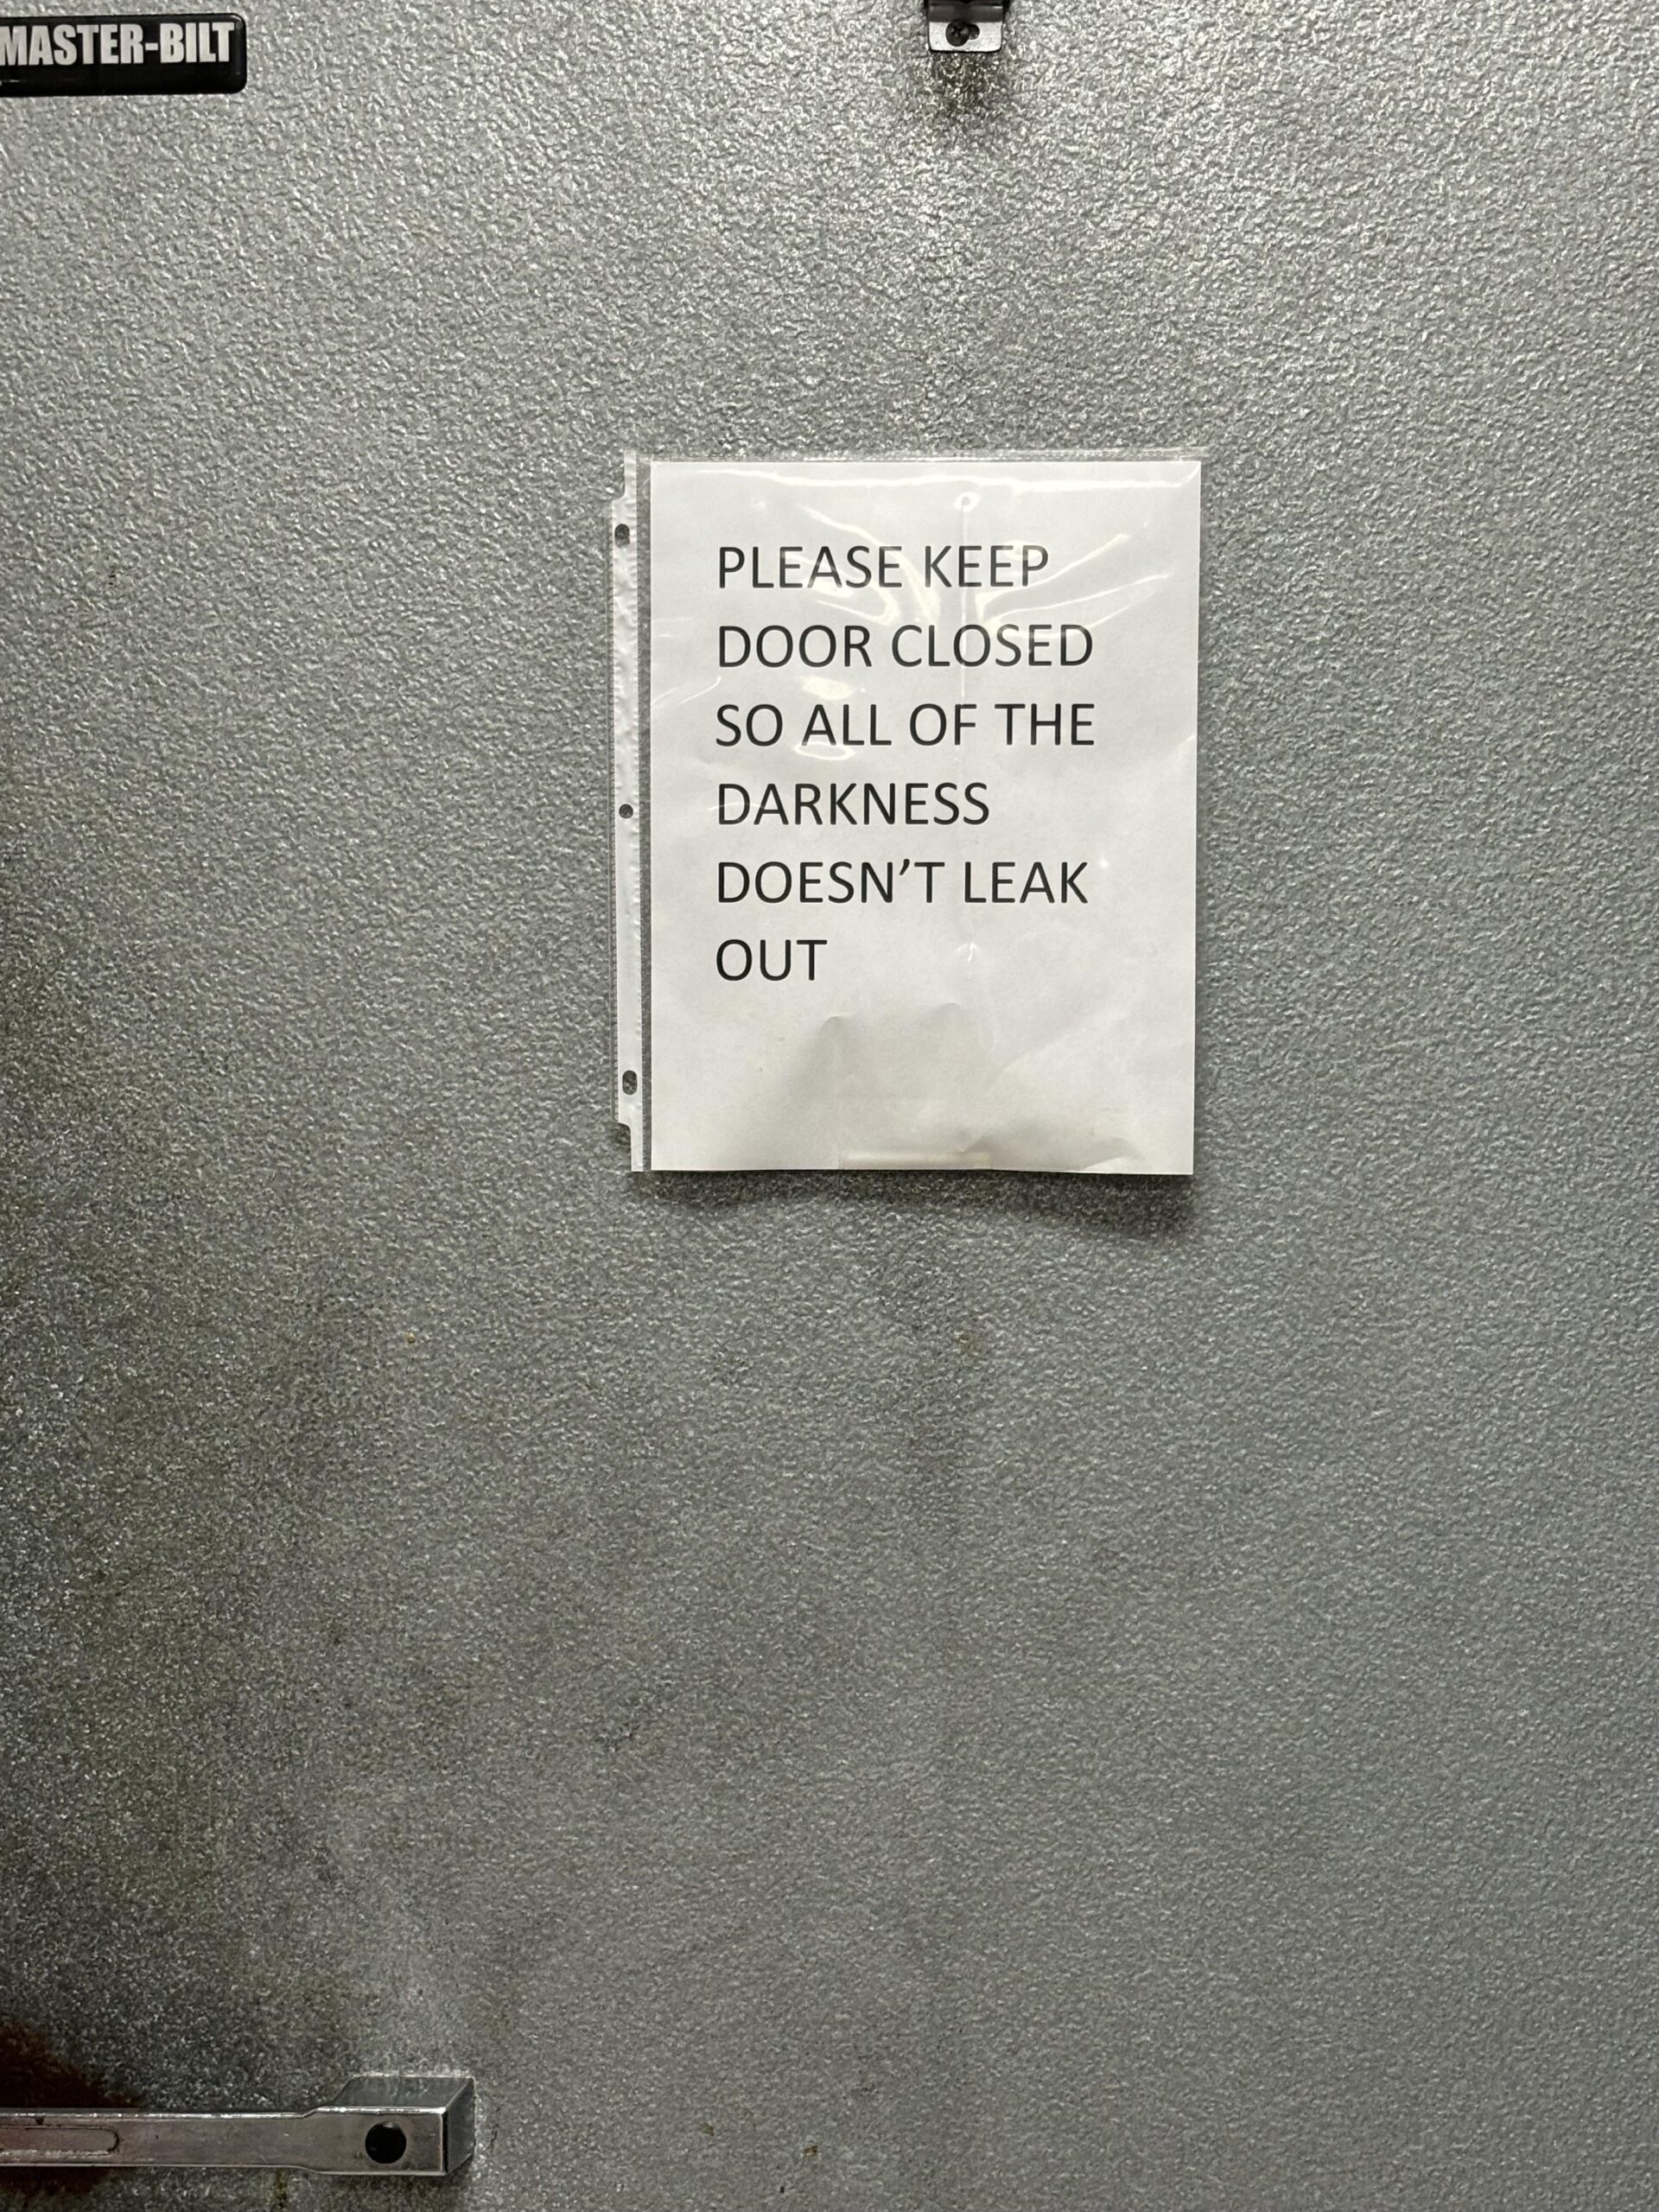 MASTER-BILT
PLEASE KEEP
DOOR CLOSED
SO ALL OF THE
DARKNESS
DOESN’T LEAK
OUT